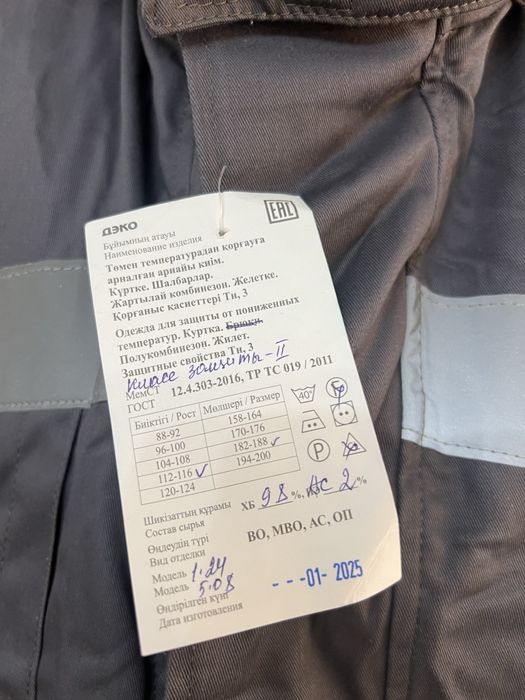 ДЭКО
EAC
Бұйымның атауы
Наименование изделия
Төмен температурадан қорғауға
арналған арнайы киім.
Күртке. Шалбарлар.
Жартылай комбинезон. Желетке.
Қорғаныс қасиеттері Тн, З
Одежда для защиты от пониженных
температур. Куртка. Брюки.
Полукомбинезон. Жилет.
Защитные свойства Тн, З
Класс защиты-II
МемСТ
ГОСТ 12.4.303-2016, ТР ТС 019 / 2011
Биіктігі / Рост Мөлшері / Размер
88-92 158-164
96-100 170-176
104-108 182-188 ✓
112-116 ✓ 194-200
120-124
40°
P
Шикізаттың құрамы
Состав сырья ХБ 98 %, АС 2 %
Өңдеудің түрі
Вид отделки ВО, МВО, АС, ОП
Модель 1.24
Модель 5.08
Өндірілген күні
Дата изготовления - - -01- 2025